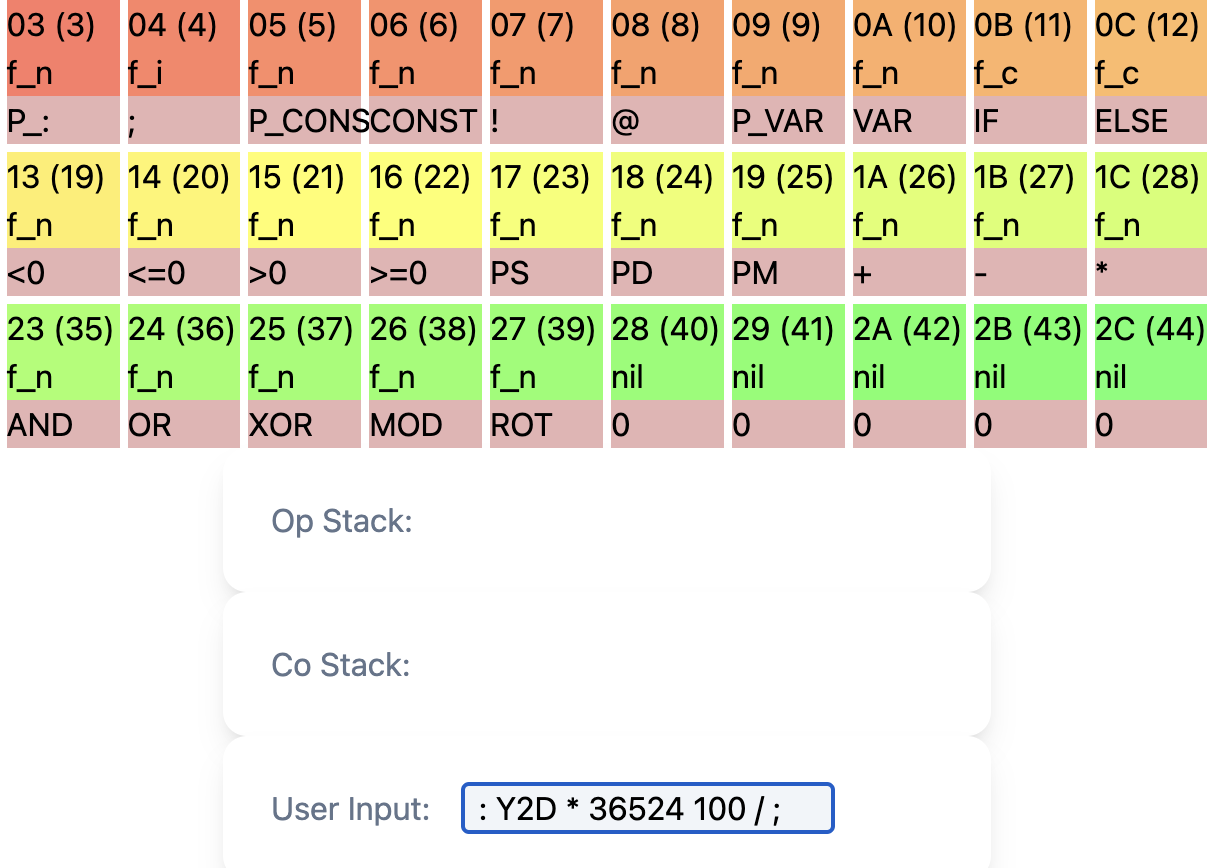 03 (3) 04 (4) 05 (5) 06 (6) 07 (7) 08 (8) 09 (9) 0A (10) 0B (11) 0C (12)
f_n f_i f_n f_n f_n f_n f_n f_n f_c f_c
P_: ; P_CONS CONST ! @ P_VAR VAR IF ELSE
13 (19) 14 (20) 15 (21) 16 (22) 17 (23) 18 (24) 19 (25) 1A (26) 1B (27) 1C (28)
f_n f_n f_n f_n f_n f_n f_n f_n f_n f_n
<0 <=0 >0 >=0 PS PD PM + - *
23 (35) 24 (36) 25 (37) 26 (38) 27 (39) 28 (40) 29 (41) 2A (42) 2B (43) 2C (44)
f_n f_n f_n f_n f_n nil nil nil nil nil
AND OR XOR MOD ROT 0 0 0 0 0
Op Stack:
Co Stack:
User Input: : Y2D * 36524 100 / ;